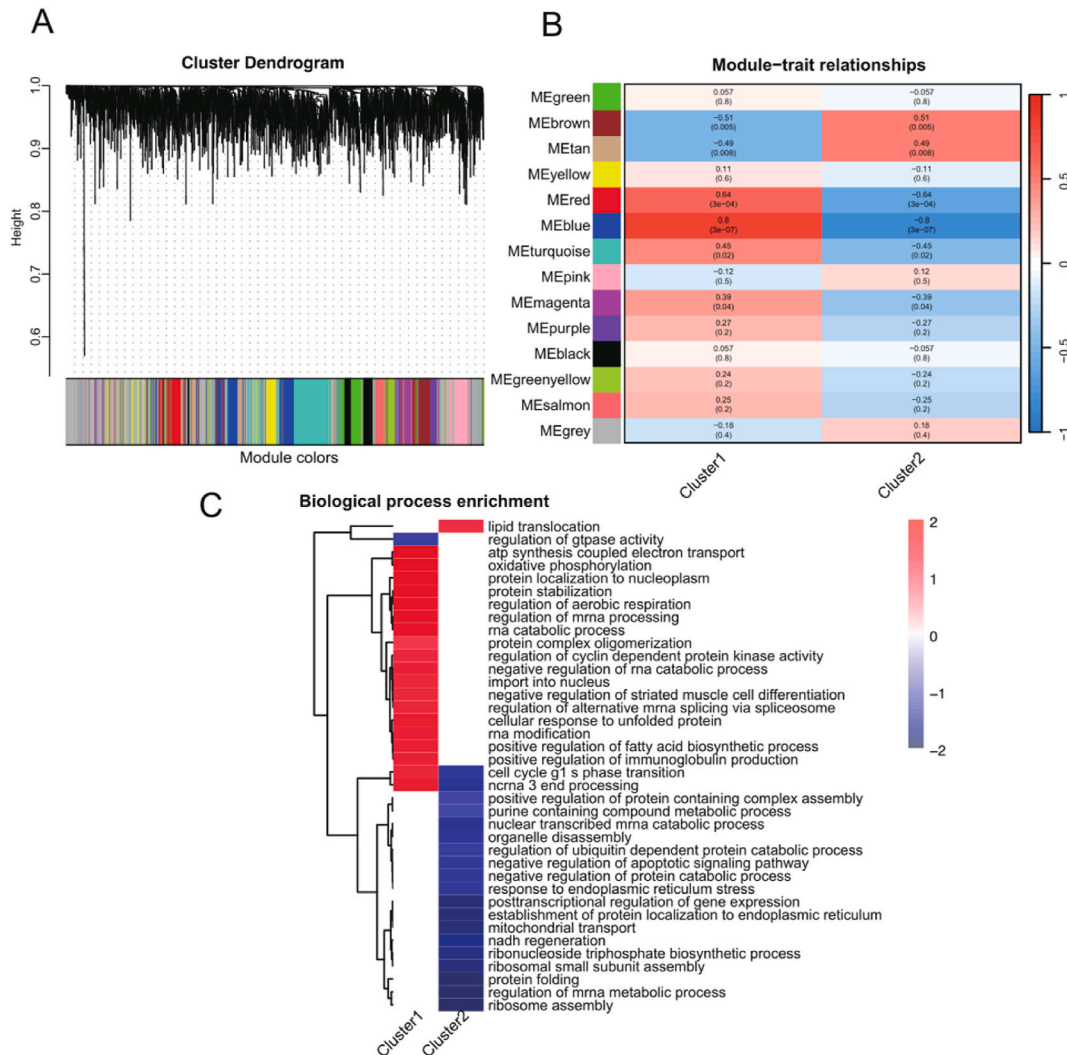 A
Cluster Dendrogram
Height
1.0
0.9
0.8
0.7
0.6
Module colors
B
Module-trait relationships
MEgreen
0.057
(0.8)
-0.057
(0.8)
MEbrown
-0.51
(0.005)
0.51
(0.005)
MEtan
-0.49
(0.008)
0.49
(0.008)
MEyellow
0.11
(0.6)
-0.11
(0.6)
MEred
0.64
(3e-04)
-0.64
(3e-04)
MEblue
0.8
(3e-07)
-0.8
(3e-07)
MEturquoise
0.45
(0.02)
-0.45
(0.02)
MEpink
-0.12
(0.5)
0.12
(0.5)
MEmagenta
0.39
(0.04)
-0.39
(0.04)
MEpurple
0.27
(0.2)
-0.27
(0.2)
MEblack
0.057
(0.8)
-0.057
(0.8)
MEgreenyellow
0.24
(0.2)
-0.24
(0.2)
MEsalmon
0.25
(0.2)
-0.25
(0.2)
MEgrey
-0.18
(0.4)
0.18
(0.4)
Cluster1
Cluster2
1
0.5
0
-0.5
-1
C
Biological process enrichment
lipid translocation
regulation of gtpase activity
atp synthesis coupled electron transport
oxidative phosphorylation
protein localization to nucleoplasm
protein stabilization
regulation of aerobic respiration
regulation of mrna processing
rna catabolic process
protein complex oligomerization
regulation of cyclin dependent protein kinase activity
negative regulation of rna catabolic process
import into nucleus
negative regulation of striated muscle cell differentiation
regulation of alternative mrna splicing via spliceosome
cellular response to unfolded protein
rna modification
positive regulation of fatty acid biosynthetic process
positive regulation of immunoglobulin production
cell cycle g1 s phase transition
ncrna 3 end processing
positive regulation of protein containing complex assembly
purine containing compound metabolic process
nuclear transcribed mrna catabolic process
organelle disassembly
regulation of ubiquitin dependent protein catabolic process
negative regulation of apoptotic signaling pathway
negative regulation of protein catabolic process
response to endoplasmic reticulum stress
posttranscriptional regulation of gene expression
establishment of protein localization to endoplasmic reticulum
mitochondrial transport
nadh regeneration
ribonucleoside triphosphate biosynthetic process
ribosomal small subunit assembly
protein folding
regulation of mrna metabolic process
ribosome assembly
Cluster1
Cluster2
2
1
0
-1
-2